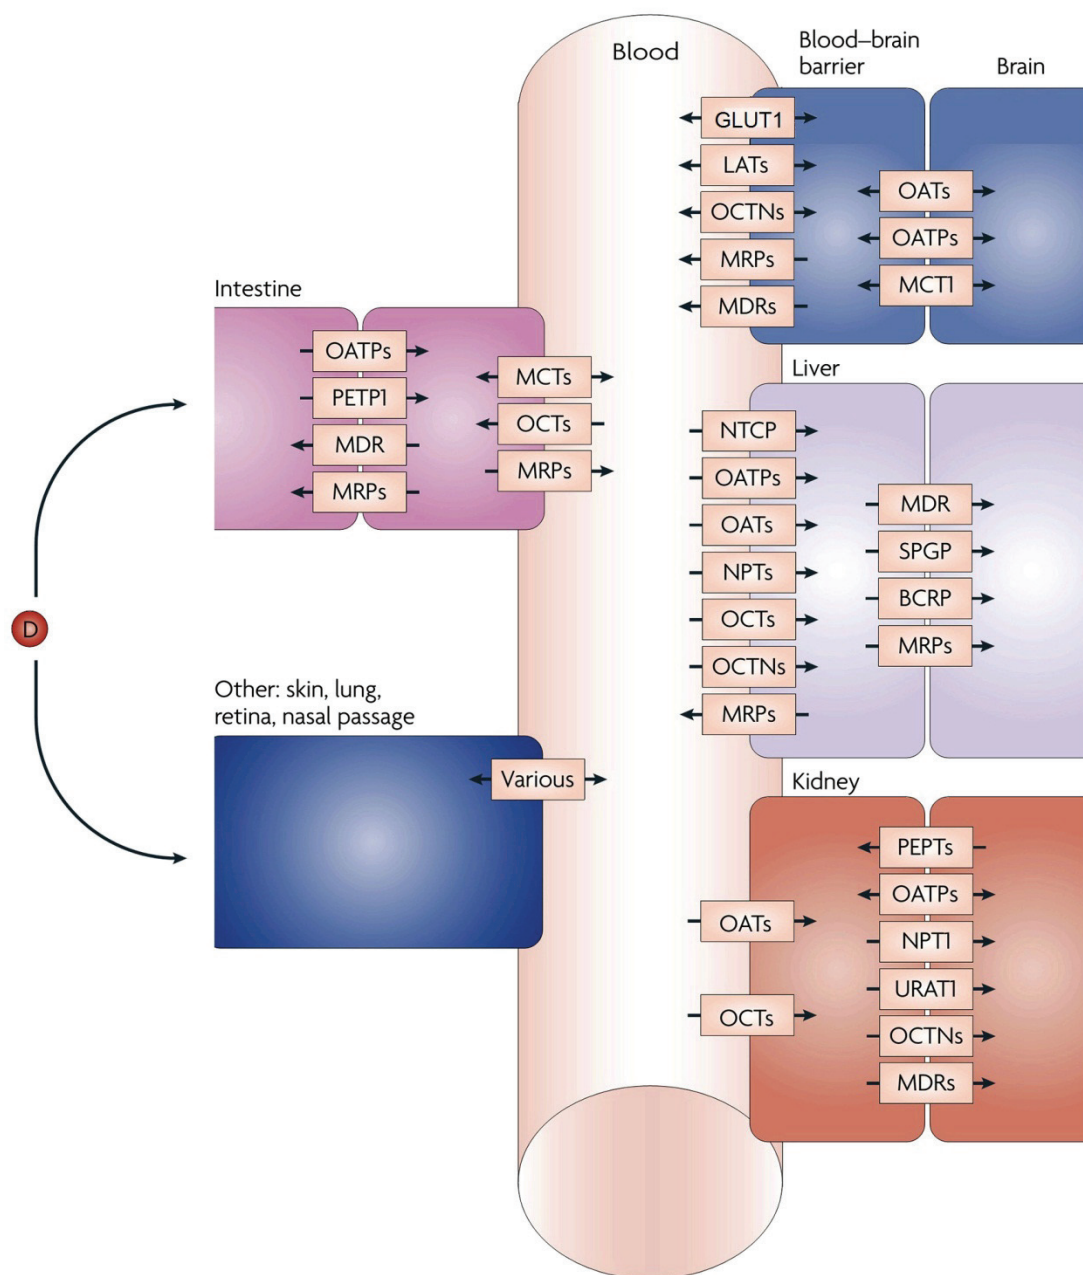 Blood
Blood–brain
barrier
Brain
GLUT1
LATs
OCTNs
MRPs
MDRs
OATs
OATPs
MCT1
Intestine
OATPs
PETP1
MDR
MRPs
MCTs
OCTs
MRPs
Liver
NTCP
OATPs
OATs
NPTs
OCTs
OCTNs
MRPs
MDR
SPGP
BCRP
MRPs
D
Other: skin, lung,
retina, nasal passage
Various
Kidney
OATs
OCTs
PEPTs
OATPs
NPT1
URAT1
OCTNs
MDRs